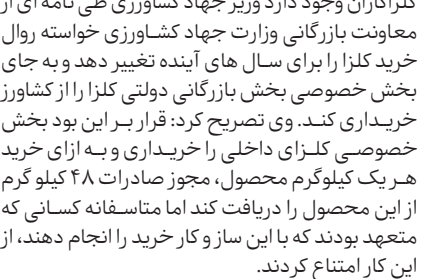 کلزاکاران وجود دارد وزیر جهاد کشاورزی طی نامه ای از
معاونت بازرگانی وزارت جهاد کشاورزی خواسته روال
خرید کلزا را برای سال های آینده تغییر دهد و به جای
بخش خصوصی بخش بازرگانی دولتی کلزا را از کشاورز
خریداری کند. وی تصریح کرد: قرار بر این بود بخش
خصوصی کلزای داخلی را خریداری و به ازای خرید
هر یک کیلوگرم محصول، مجوز صادرات ۴۸ کیلو گرم
از این محصول را دریافت کند اما متاسفانه کسانی که
متعهد بودند که با این ساز و کار خرید را انجام دهند، از
این کار امتناع کردند.